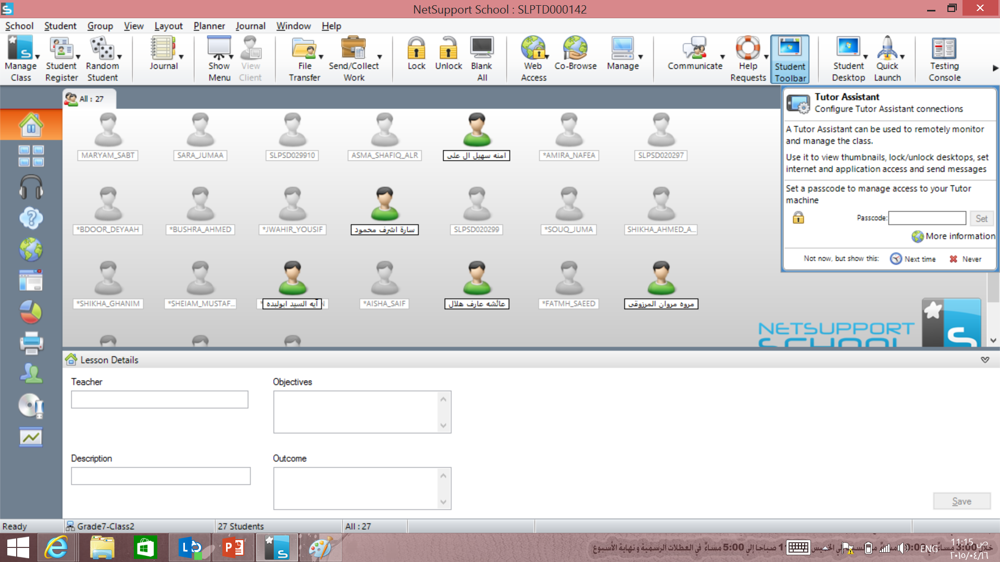 NetSupport School : SLPTD000142
School Student Group View Layout Planner Journal Window Help
Manage Class
Student Register
Random Student
Journal
Show Menu
View Client
File Transfer
Send/Collect Work
Lock
Unlock
Blank All
Web Access
Co-Browse
Manage
Communicate
Help Requests
Student Toolbar
Student Desktop
Quick Launch
Testing Console
All : 27
MARYAM_SABT
SARA_JUMAA
SLPSD029910
ASMA_SHAFIQ_ALR
امنه سهيل ال على
*AMIRA_NAFEA
SLPSD020297
*BDOOR_DEYAAH
*BUSHRA_AHMED
*JWAHIR_YOUSIF
سارة اشرف محمود
SLPSD020299
*SOUQ_JUMA
SHIKHA_AHMED_A...
*SHIKHA_GHANIM
*SHEIAM_MUSTAF...
آيه السيد ابولبده
*AISHA_SAIF
عائشه عارف هلال
*FATMH_SAEED
مروه مروان المرزوقى
NETSUPPORT
SCHOOL
Tutor Assistant
Configure Tutor Assistant connections
A Tutor Assistant can be used to remotely monitor
and manage the class.
Use it to view thumbnails, lock/unlock desktops, set
internet and application access and send messages
Set a passcode to manage access to your Tutor
machine
Passcode:
Set
More information
Not now, but show this: Next time Never
Lesson Details
Teacher
Objectives
Description
Outcome
Save
Ready Grade7-Class2 27 Students All : 27
صباحا إلي 5:00 مساءً في العطلات الرسمية و نهاية الأسبوع
ENG
11:15 ص
٢٠١٥/٠٤/١٦